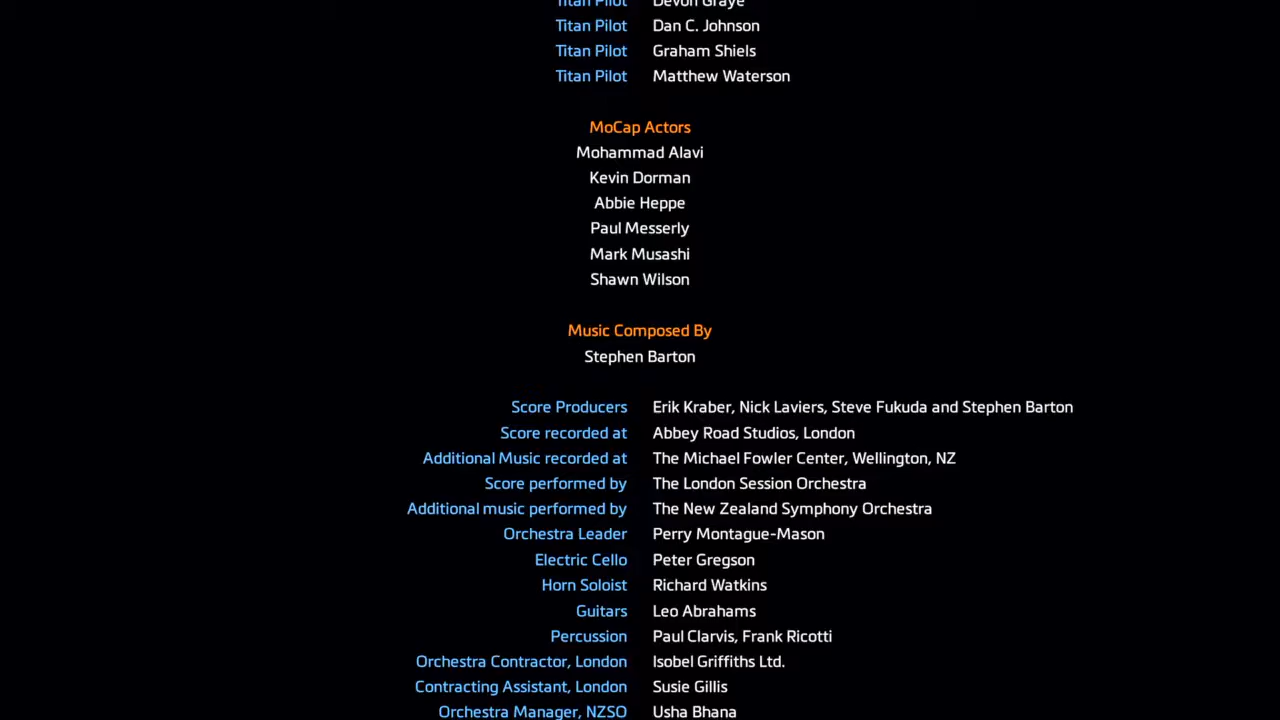 Titan Pilot Devon Graye
Titan Pilot Dan C. Johnson
Titan Pilot Graham Shiels
Titan Pilot Matthew Waterson
MoCap Actors
Mohammad Alavi
Kevin Dorman
Abbie Heppe
Paul Messerly
Mark Musashi
Shawn Wilson
Music Composed By
Stephen Barton
Score Producers Erik Kraber, Nick Laviers, Steve Fukuda and Stephen Barton
Score recorded at Abbey Road Studios, London
Additional Music recorded at The Michael Fowler Center, Wellington, NZ
Score performed by The London Session Orchestra
Additional music performed by The New Zealand Symphony Orchestra
Orchestra Leader Perry Montague-Mason
Electric Cello Peter Gregson
Horn Soloist Richard Watkins
Guitars Leo Abrahams
Percussion Paul Clarvis, Frank Ricotti
Orchestra Contractor, London Isobel Griffiths Ltd.
Contracting Assistant, London Susie Gillis
Orchestra Manager, NZSO Usha Bhana